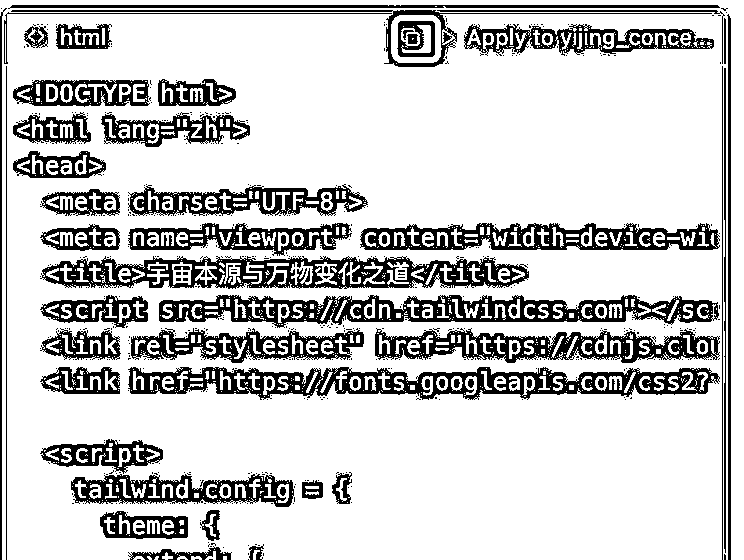 html
Apply to yijing_conce...
<!DOCTYPE html>
<html lang="zh">
<head>
<meta charset="UTF-8">
<meta name="viewport" content="width=device-wid
<title>宇宙本源与万物变化之道</title>
<script src="https://cdn.tailwindcss.com"></sc
<link rel="stylesheet" href="https://cdnjs.clou
<link href="https://fonts.googleapis.com/css2?
<script>
tailwind.config = {
theme: {
extend: {